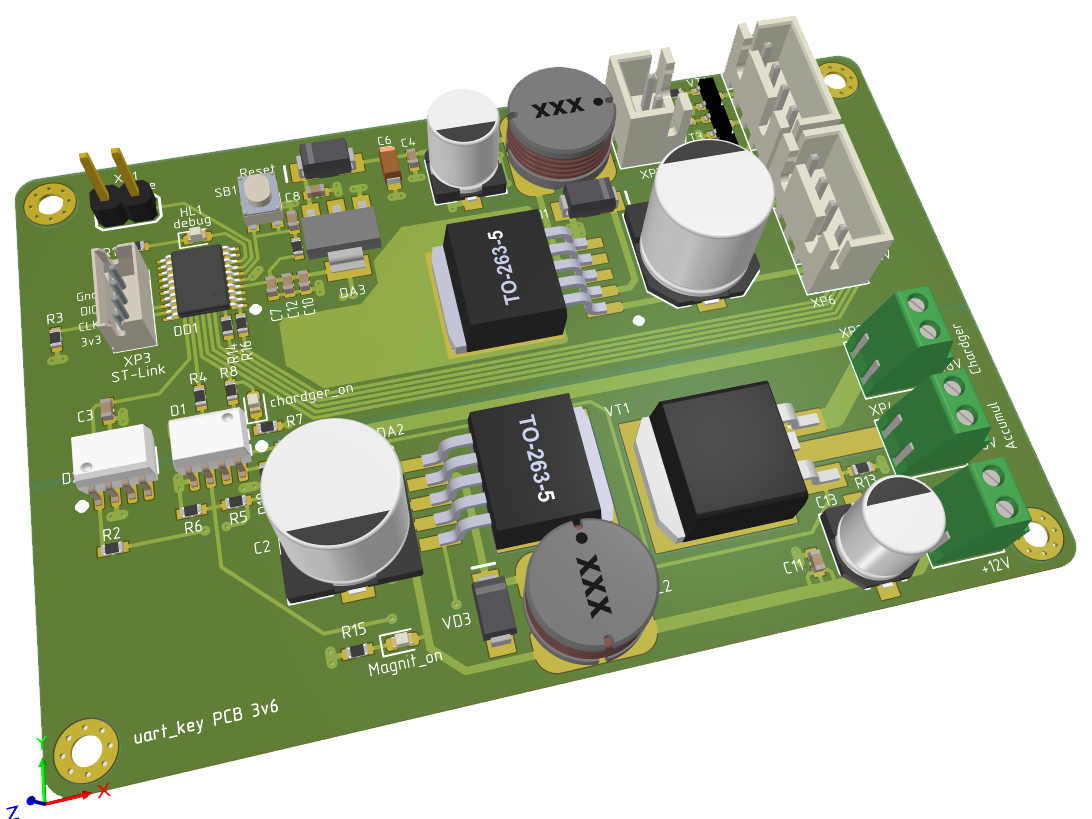 XXX
C6
C4
Reset
SB1
C8
HL1
debug
TO-263-5
DA3
C7
C12
C10
DD1
Gnd
DIO
CLK
3v3
R3
XP3
ST-Link
R14
R16
XP6
Chardger
R4
R8
chardger_on
C3
D1
R7
DA2
VT1
TO-263-5
Accumul
R13
C13
R2
R6
R5
C2
C11
+12V
XXX
VD3
R15
Magnit_on
uart_key PCB 3v6
Y
X
Z